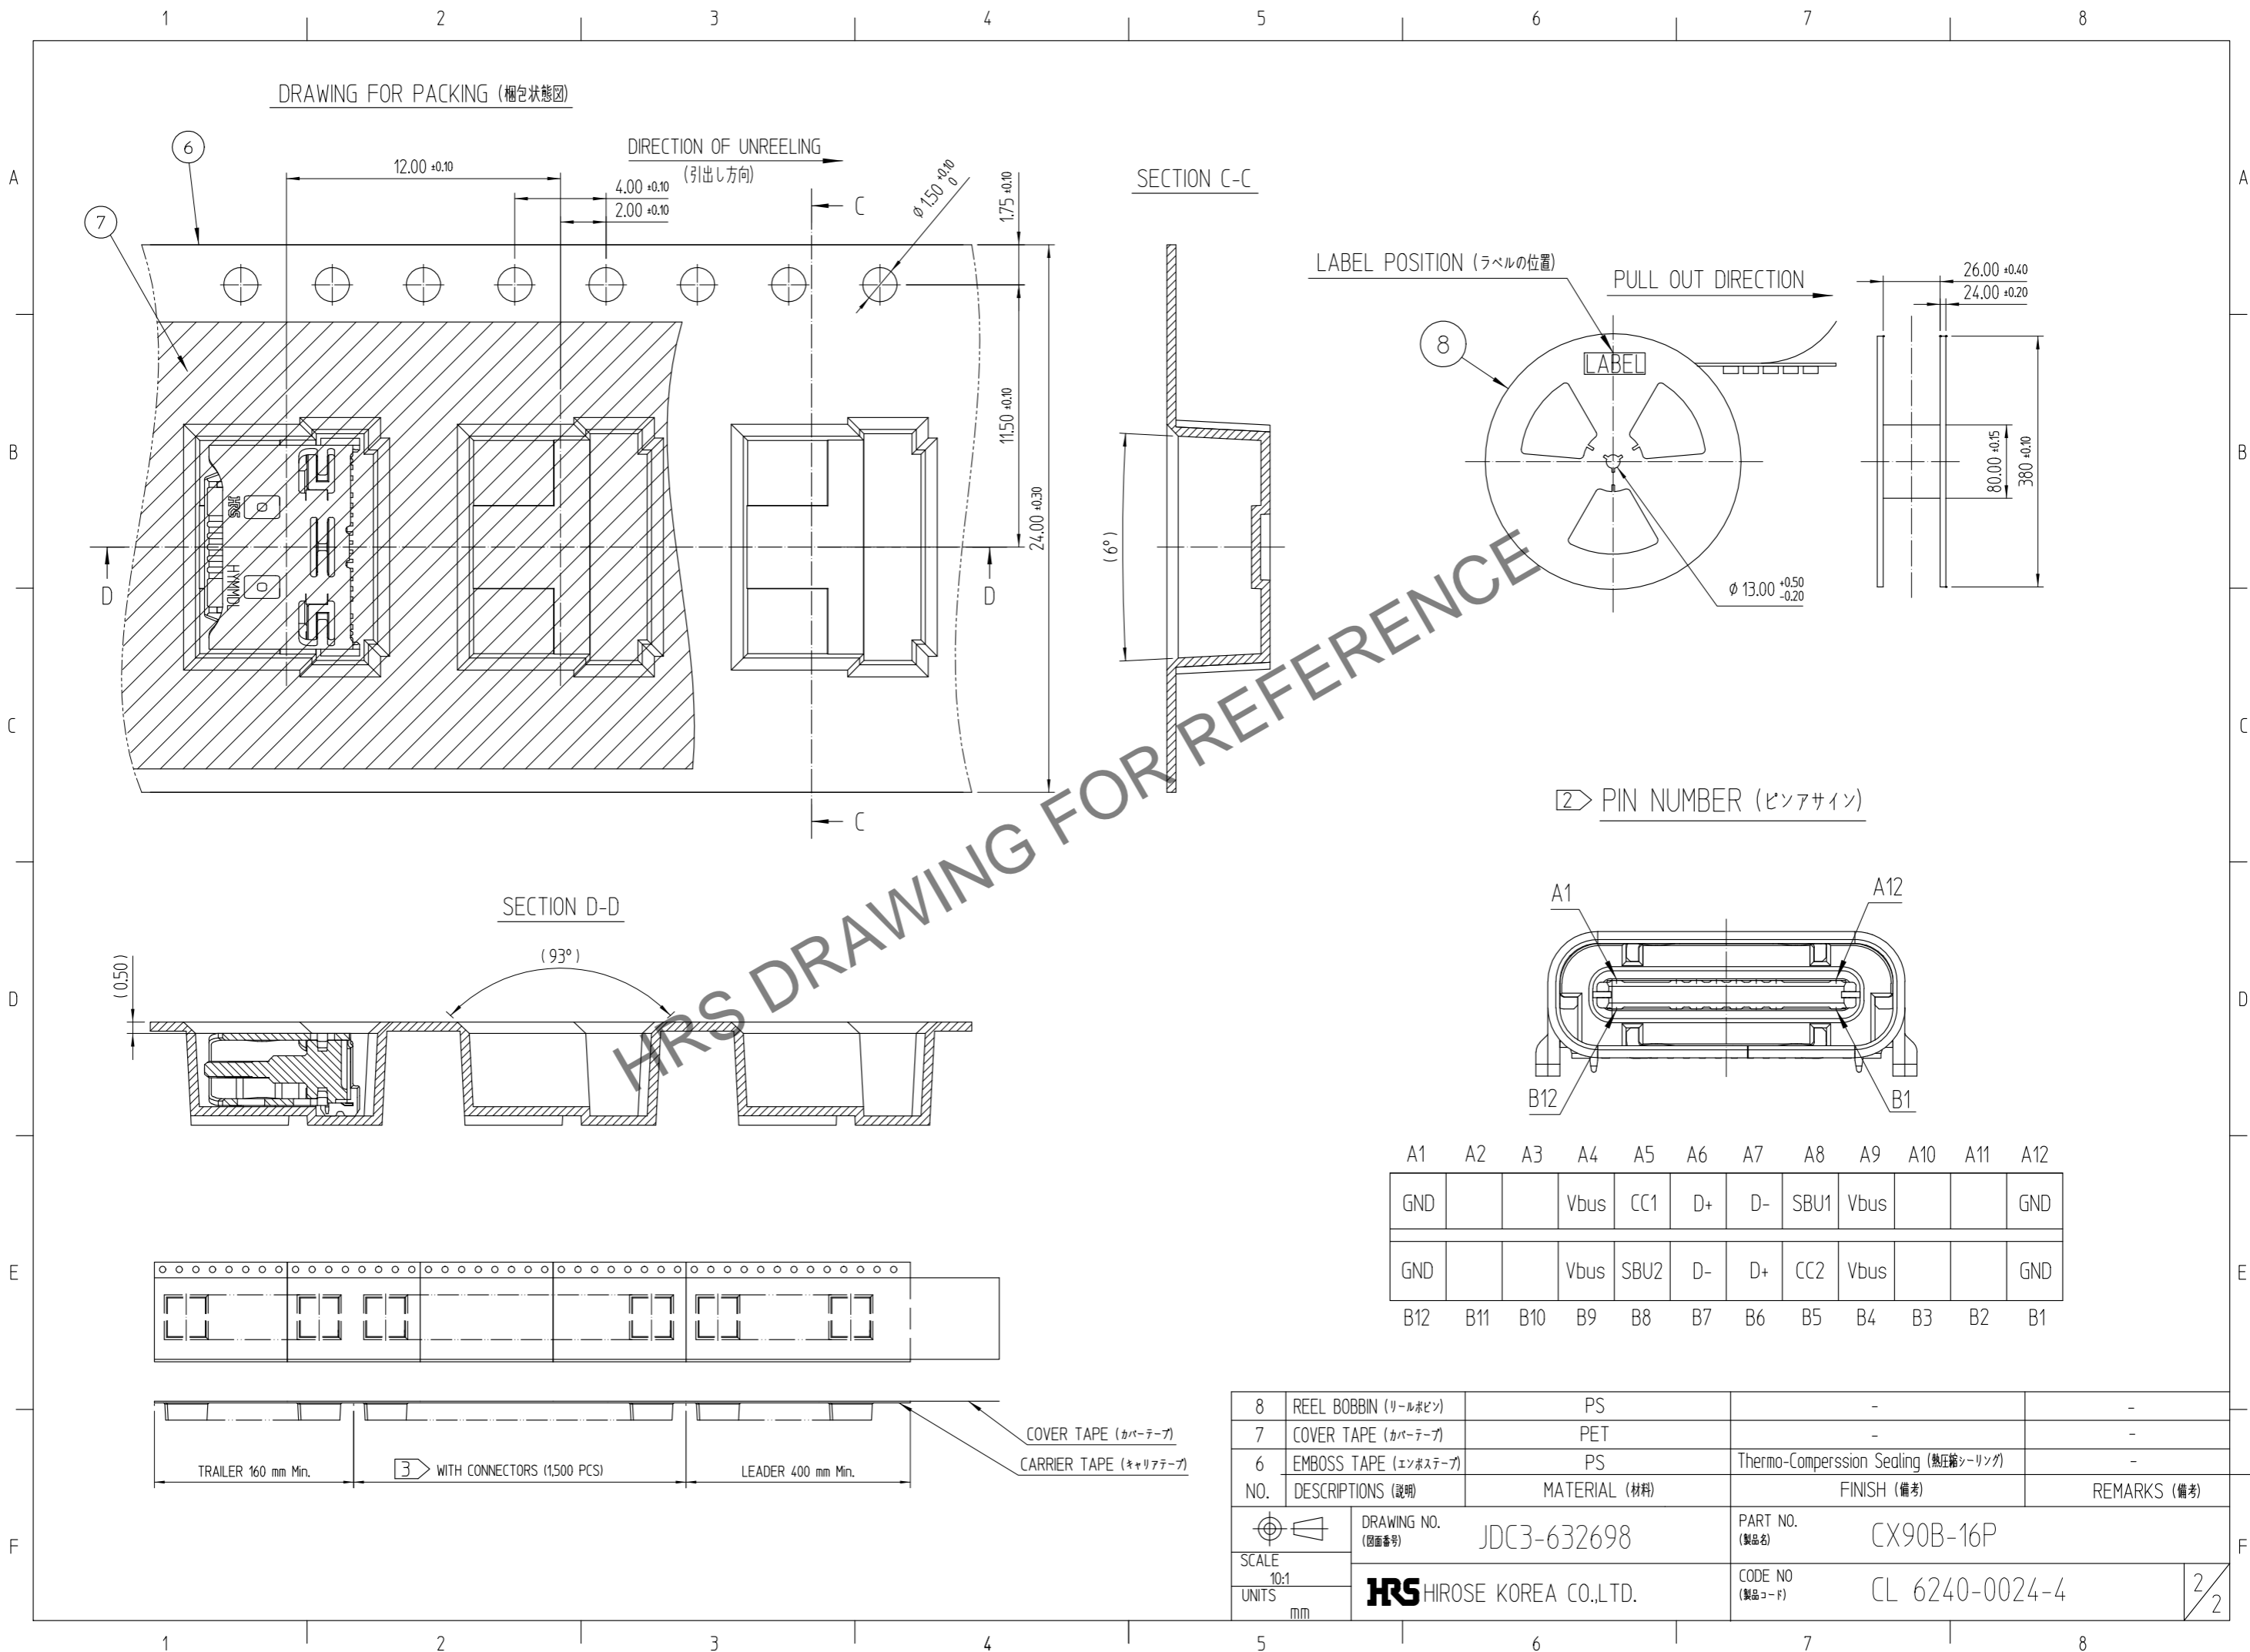 1 2 3 4 5 6 7 8
A
B
C
D
E
F
A
B
C
D
E
F
DRAWING FOR PACKING (梱包状態図)
6
7
12.00 ±0.10
DIRECTION OF UNREELING
(引出し方向)
4.00 ±0.10
2.00 ±0.10
C
Ø 1.50 +0.10 0
1.75 ±0.10
11.50 ±0.10
24.00 ±0.30
HRS
HYMMDL
D
D
C
SECTION C-C
(6°)
LABEL POSITION (ラベルの位置)
PULL OUT DIRECTION
8
LABEL
26.00 ±0.40
24.00 ±0.20
80.00 ±0.15
380 ±0.10
Ø 13.00 +0.50 -0.20
HRS DRAWING FOR REFERENCE
SECTION D-D
(0.50)
(93°)
2 PIN NUMBER (ピンアサイン)
A1
A12
B12
B1
A1 A2 A3 A4 A5 A6 A7 A8 A9 A10 A11 A12
GND Vbus CC1 D+ D- SBU1 Vbus GND
GND Vbus SBU2 D- D+ CC2 Vbus GND
B12 B11 B10 B9 B8 B7 B6 B5 B4 B3 B2 B1
COVER TAPE (カバーテープ)
CARRIER TAPE (キャリアテープ)
TRAILER 160 mm Min.
3 WITH CONNECTORS (1,500 PCS)
LEADER 400 mm Min.
8 REEL BOBBIN (リールボビン) PS - -
7 COVER TAPE (カバーテープ) PET - -
6 EMBOSS TAPE (エンボステープ) PS Thermo-Comperssion Sealing (熱圧縮シーリング) -
NO. DESCRIPTIONS (説明) MATERIAL (材料) FINISH (備考) REMARKS (備考)
SCALE
10:1
UNITS
mm
DRAWING NO.
(図面番号)
JDC3-632698
PART NO.
(製品名)
CX90B-16P
HRS HIROSE KOREA CO.,LTD.
CODE NO
(製品コード)
CL 6240-0024-4
2/2
1 2 3 4 5 6 7 8